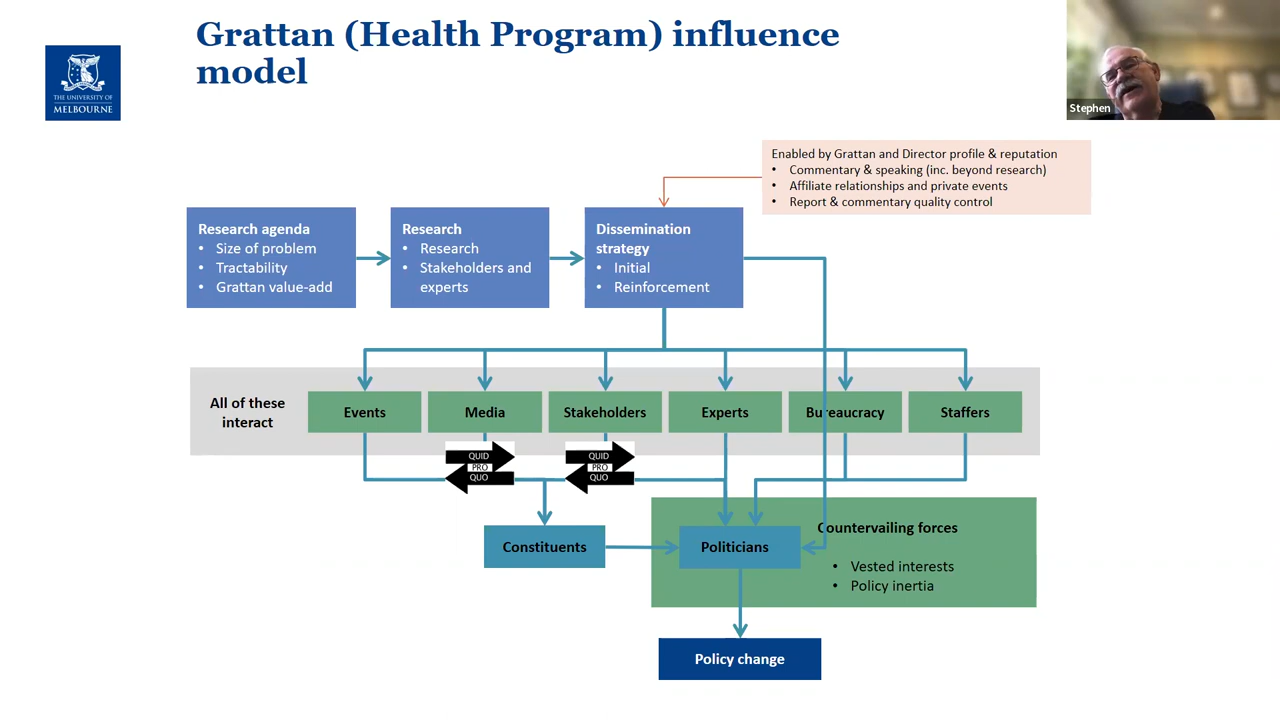 Grattan (Health Program) influence
model
THE UNIVERSITY OF
MELBOURNE
Stephen
Enabled by Grattan and Director profile & reputation
• Commentary & speaking (inc. beyond research)
• Affiliate relationships and private events
• Report & commentary quality control
Research agenda
• Size of problem
• Tractability
• Grattan value-add
Research
• Research
• Stakeholders and
experts
Dissemination
strategy
• Initial
• Reinforcement
All of these
interact
Events
Media
Stakeholders
Experts
Bureaucracy
Staffers
QUID
PRO
QUO
QUID
PRO
QUO
Constituents
Politicians
Countervailing forces
• Vested interests
• Policy inertia
Policy change